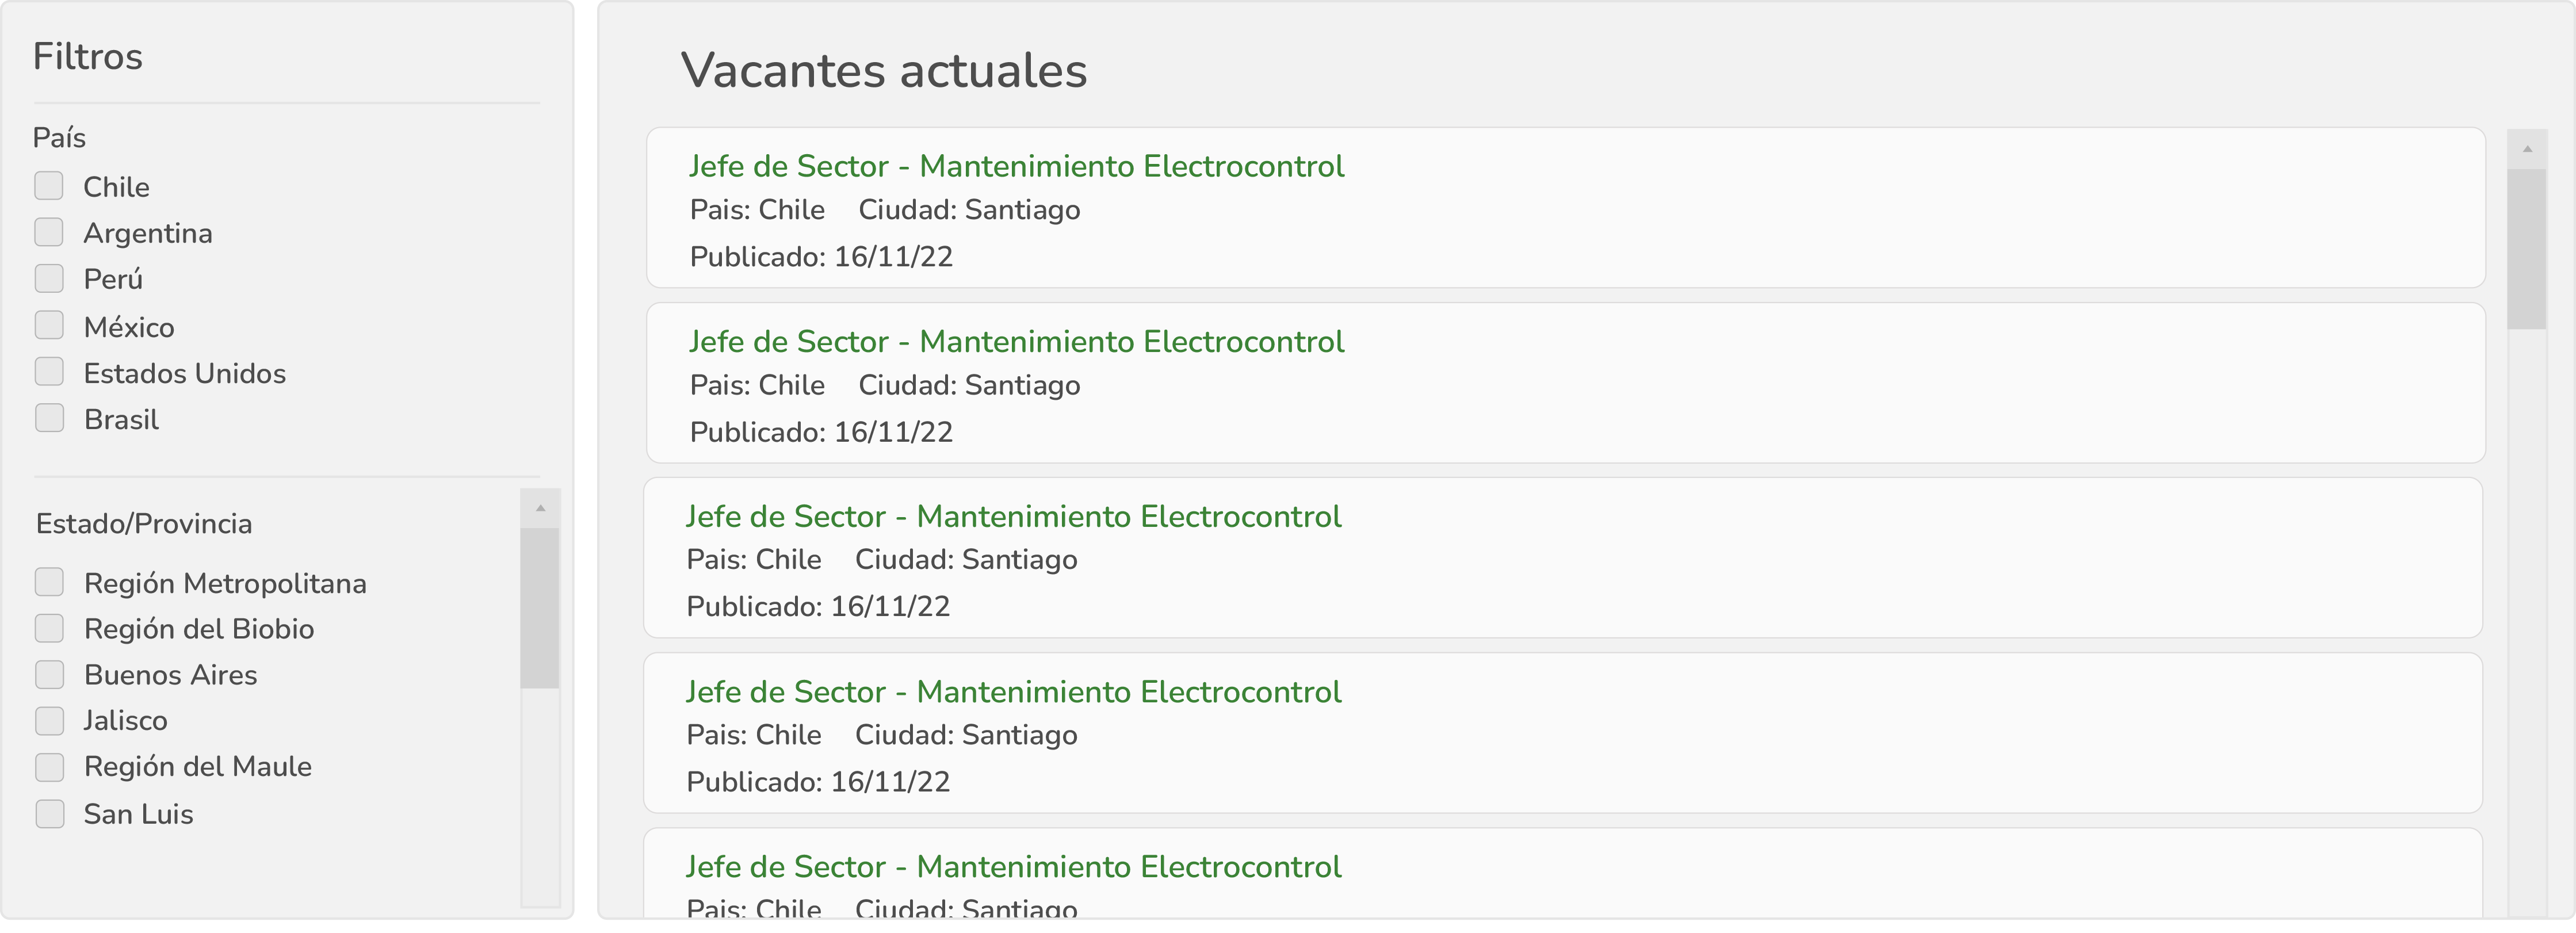 Filtros
País
Chile
Argentina
Perú
México
Estados Unidos
Brasil
Estado/Provincia
Región Metropolitana
Región del Biobio
Buenos Aires
Jalisco
Región del Maule
San Luis
Vacantes actuales
Jefe de Sector - Mantenimiento Electrocontrol
Pais: Chile Ciudad: Santiago
Publicado: 16/11/22
Jefe de Sector - Mantenimiento Electrocontrol
Pais: Chile Ciudad: Santiago
Publicado: 16/11/22
Jefe de Sector - Mantenimiento Electrocontrol
Pais: Chile Ciudad: Santiago
Publicado: 16/11/22
Jefe de Sector - Mantenimiento Electrocontrol
Pais: Chile Ciudad: Santiago
Publicado: 16/11/22
Jefe de Sector - Mantenimiento Electrocontrol
Pais: Chile Ciudad: Santiago